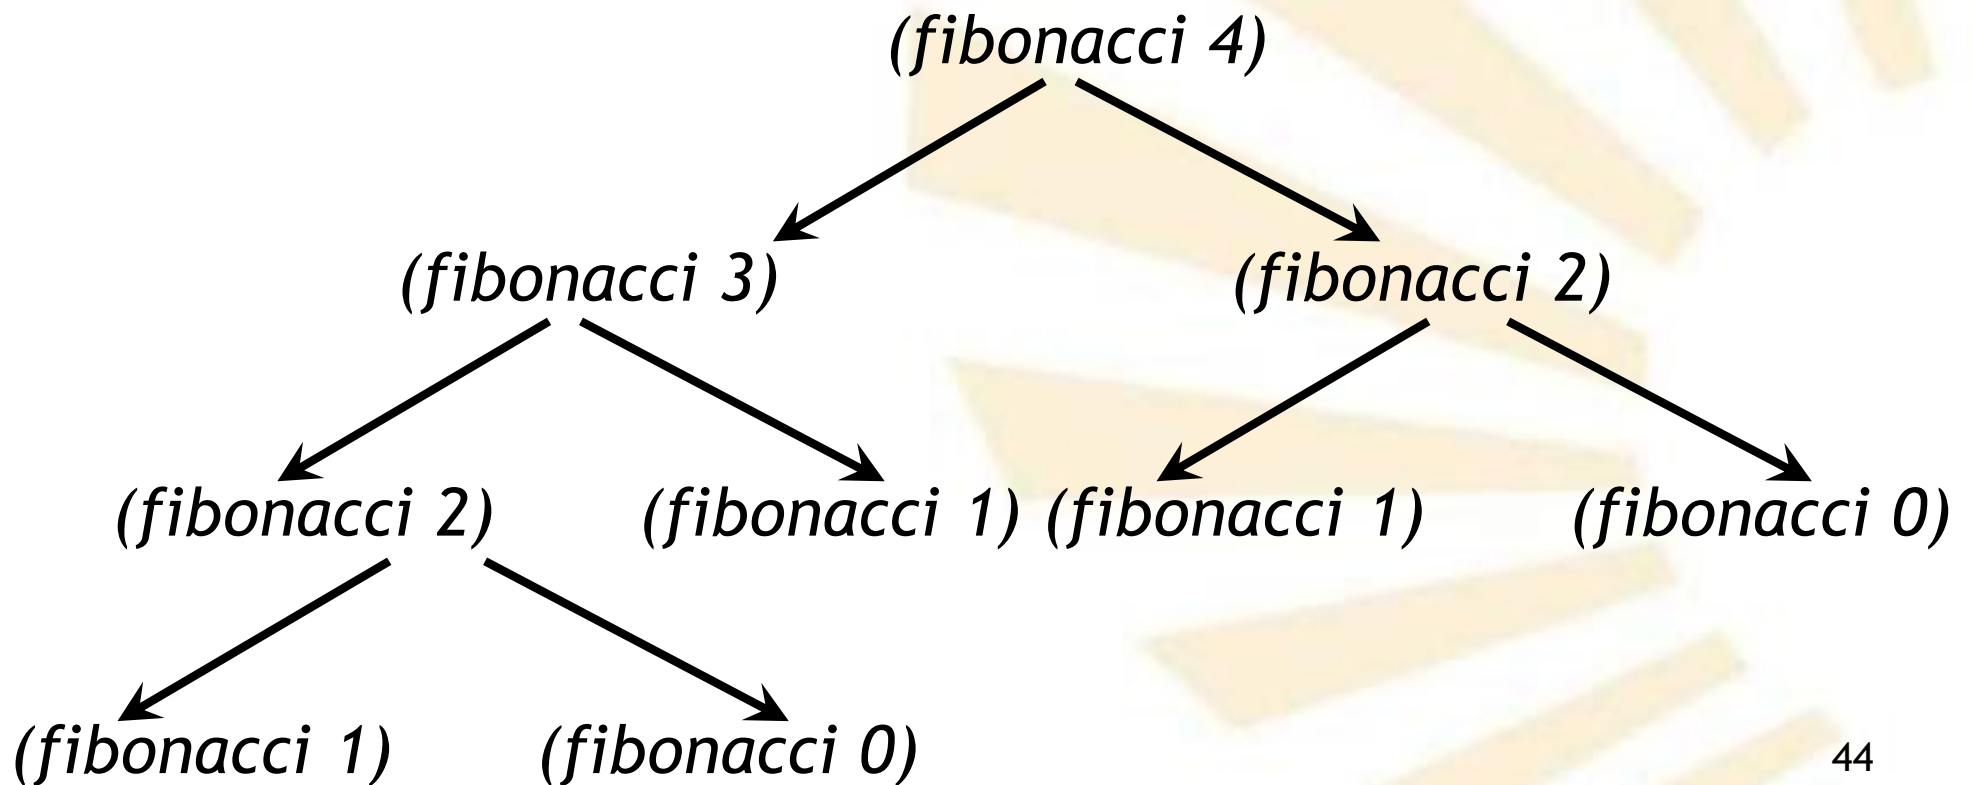 (fibonacci 4)
(fibonacci 3) (fibonacci 2)
(fibonacci 2) (fibonacci 1) (fibonacci 1) (fibonacci 0)
(fibonacci 1) (fibonacci 0)
44